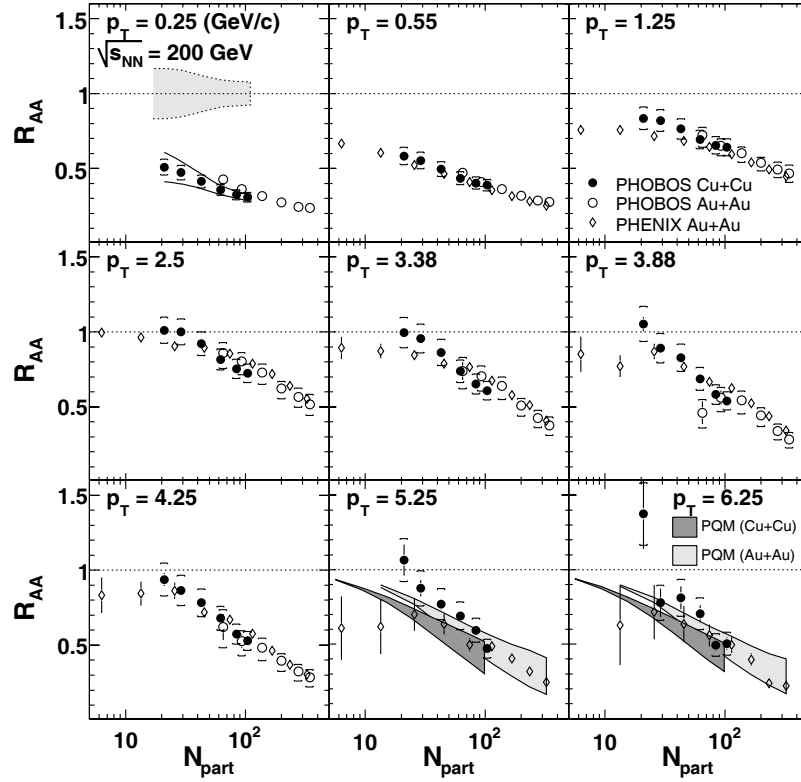 p_T = 0.25 (GeV/c)
√s_NN = 200 GeV
p_T = 0.55
p_T = 1.25
1.5
1
0.5
R_AA
PHOBOS Cu+Cu
PHOBOS Au+Au
PHENIX Au+Au
p_T = 2.5
p_T = 3.38
p_T = 3.88
1.5
1
0.5
R_AA
p_T = 4.25
p_T = 5.25
p_T = 6.25
PQM (Cu+Cu)
PQM (Au+Au)
1.5
1
0.5
R_AA
10 10^2
10 10^2
10 10^2
N_part
N_part
N_part